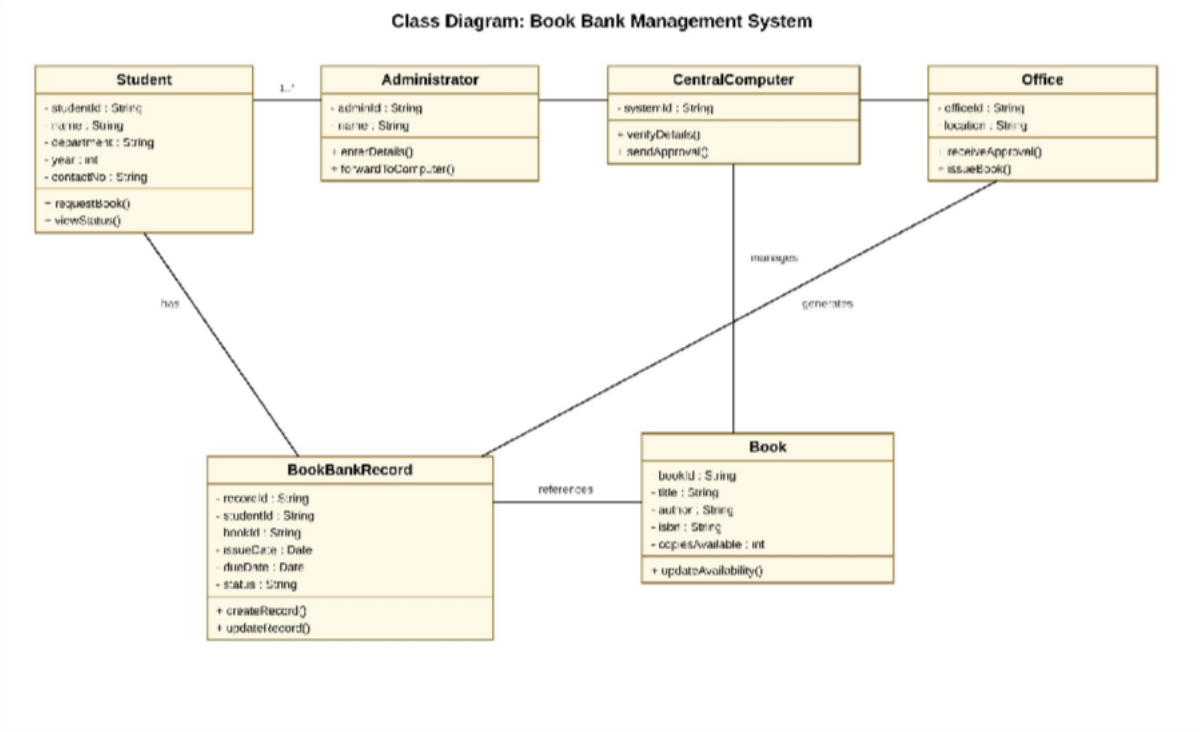 Class Diagram: Book Bank Management System
Student
- studentId : String
- name : String
- department : String
- year : int
- contactNo : String
+ requestBook()
+ viewStatus()
1..*
Administrator
- adminId : String
- name : String
+ enterDetails()
+ forwardToComputer()
CentralComputer
- systemId : String
+ verifyDetails()
+ sendApproval()
Office
- officeId : String
- location : String
+ receiveApproval()
+ issueBook()
manages
has
generates
BookBankRecord
- recordId : String
- studentId : String
- bookId : String
- issueDate : Date
- dueDate : Date
- status : String
+ createRecord()
+ updateRecord()
references
Book
- bookId : String
- title : String
- author : String
- isbn : String
- copiesAvailable : int
+ updateAvailability()